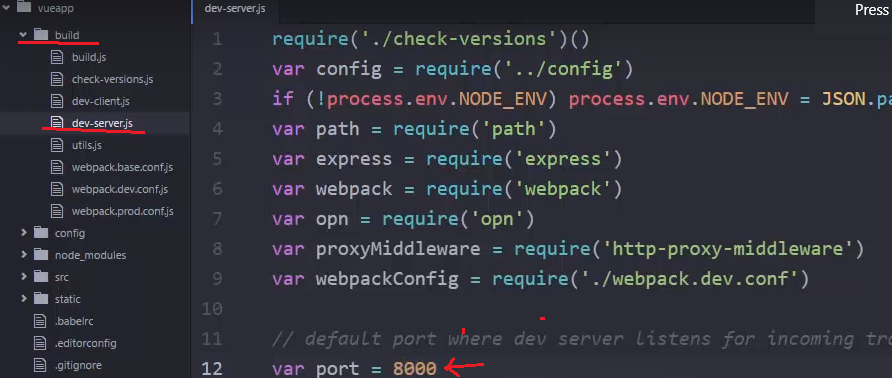 vueapp
build
build.js
check-versions.js
dev-client.js
dev-server.js
utils.js
webpack.base.conf.js
webpack.dev.conf.js
webpack.prod.conf.js
config
node_modules
src
static
.babelrc
.editorconfig
.gitignore
dev-server.js
Press
1 require('./check-versions')()
2 var config = require('../config')
3 if (!process.env.NODE_ENV) process.env.NODE_ENV = JSON.pa
4 var path = require('path')
5 var express = require('express')
6 var webpack = require('webpack')
7 var opn = require('opn')
8 var proxyMiddleware = require('http-proxy-middleware')
9 var webpackConfig = require('./webpack.dev.conf')
10
11 // default port where dev server listens for incoming tra
12 var port = 8000